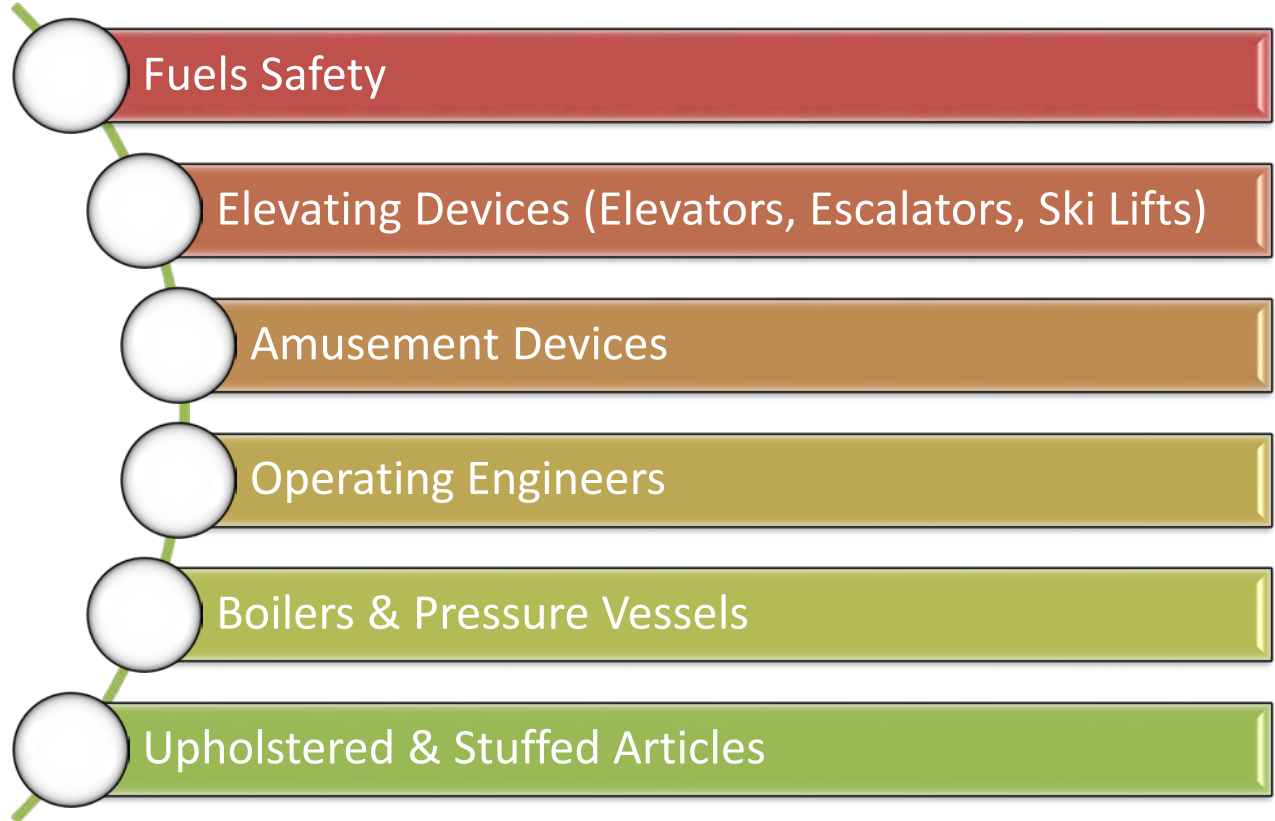 Fuels Safety
Elevating Devices (Elevators, Escalators, Ski Lifts)
Amusement Devices
Operating Engineers
Boilers & Pressure Vessels
Upholstered & Stuffed Articles